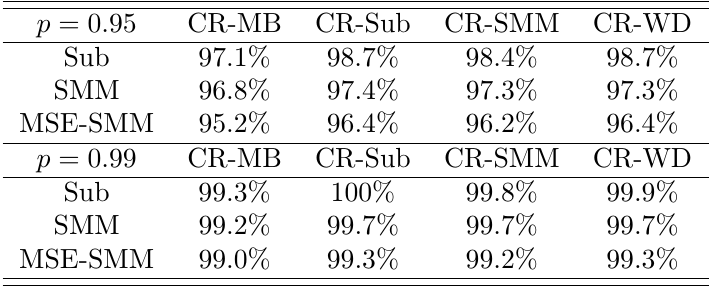 p = 0.95 CR-MB CR-Sub CR-SMM CR-WD
Sub 97.1% 98.7% 98.4% 98.7%
SMM 96.8% 97.4% 97.3% 97.3%
MSE-SMM 95.2% 96.4% 96.2% 96.4%
p = 0.99 CR-MB CR-Sub CR-SMM CR-WD
Sub 99.3% 100% 99.8% 99.9%
SMM 99.2% 99.7% 99.7% 99.7%
MSE-SMM 99.0% 99.3% 99.2% 99.3%